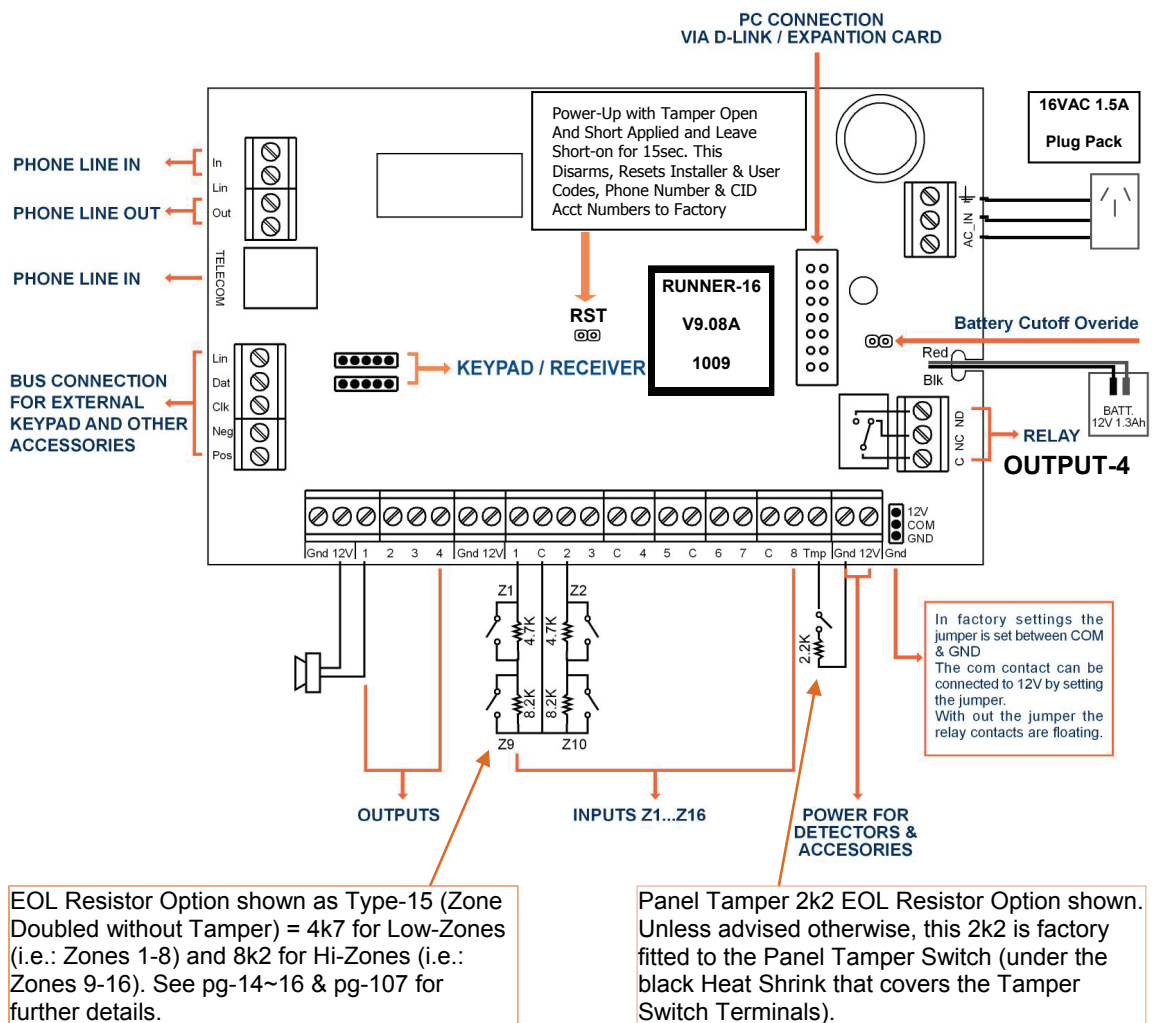 PC CONNECTION
VIA D-LINK / EXPANTION CARD
Power-Up with Tamper Open
And Short Applied and Leave
Short-on for 15sec. This
Disarms, Resets Installer & User
Codes, Phone Number & CID
Acct Numbers to Factory
16VAC 1.5A
Plug Pack
PHONE LINE IN
In
Lin
PHONE LINE OUT
Out
PHONE LINE IN
TELECOM
AC_IN
RST
RUNNER-16
V9.08A
1009
Battery Cutoff Overide
Red
Blk
BATT.
12V 1.3Ah
KEYPAD / RECEIVER
BUS CONNECTION
FOR EXTERNAL
KEYPAD AND OTHER
ACCESSORIES
Lin
Dat
Clk
Neg
Pos
C NC ND
RELAY
OUTPUT-4
12V
COM
GND
Gnd 12V 1 2 3 4 Gnd 12V 1 C 2 3 C 4 5 C 6 7 C 8 Tmp Gnd 12V Gnd
Z1
Z2
4.7K
4.7K
8.2K
8.2K
Z9
Z10
2.2K
In factory settings the
jumper is set between COM
& GND
The com contact can be
connected to 12V by setting
the jumper.
With out the jumper the
relay contacts are floating.
OUTPUTS
INPUTS Z1...Z16
POWER FOR
DETECTORS &
ACCESORIES
EOL Resistor Option shown as Type-15 (Zone
Doubled without Tamper) = 4k7 for Low-Zones
(i.e.: Zones 1-8) and 8k2 for Hi-Zones (i.e.:
Zones 9-16). See pg-14~16 & pg-107 for
further details.
Panel Tamper 2k2 EOL Resistor Option shown.
Unless advised otherwise, this 2k2 is factory
fitted to the Panel Tamper Switch (under the
black Heat Shrink that covers the Tamper
Switch Terminals).